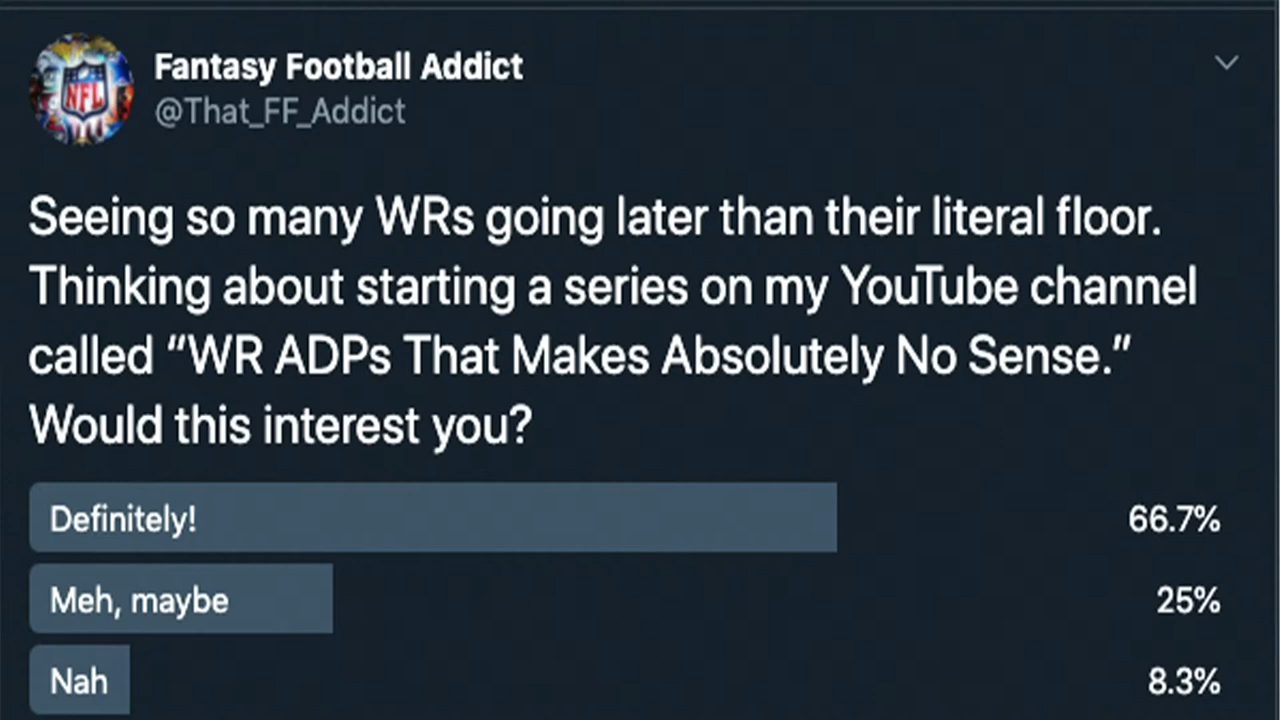 NFL
Fantasy Football Addict
@That_FF_Addict
Seeing so many WRs going later than their literal floor.
Thinking about starting a series on my YouTube channel
called “WR ADPs That Makes Absolutely No Sense.”
Would this interest you?
Definitely! 66.7%
Meh, maybe 25%
Nah 8.3%